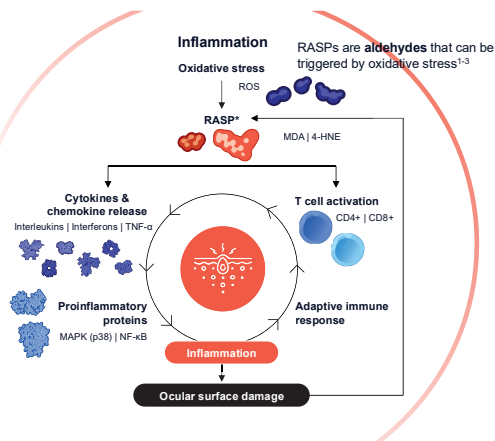 Inflammation
RASPs are aldehydes that can be
triggered by oxidative stress¹⁻³
Oxidative stress
ROS
RASP*
MDA | 4-HNE
Cytokines &
chemokine release
Interleukins | Interferons | TNF-α
T cell activation
CD4+ | CD8+
Proinflammatory
proteins
MAPK (p38) | NF-κB
Adaptive immune
response
Inflammation
Ocular surface damage